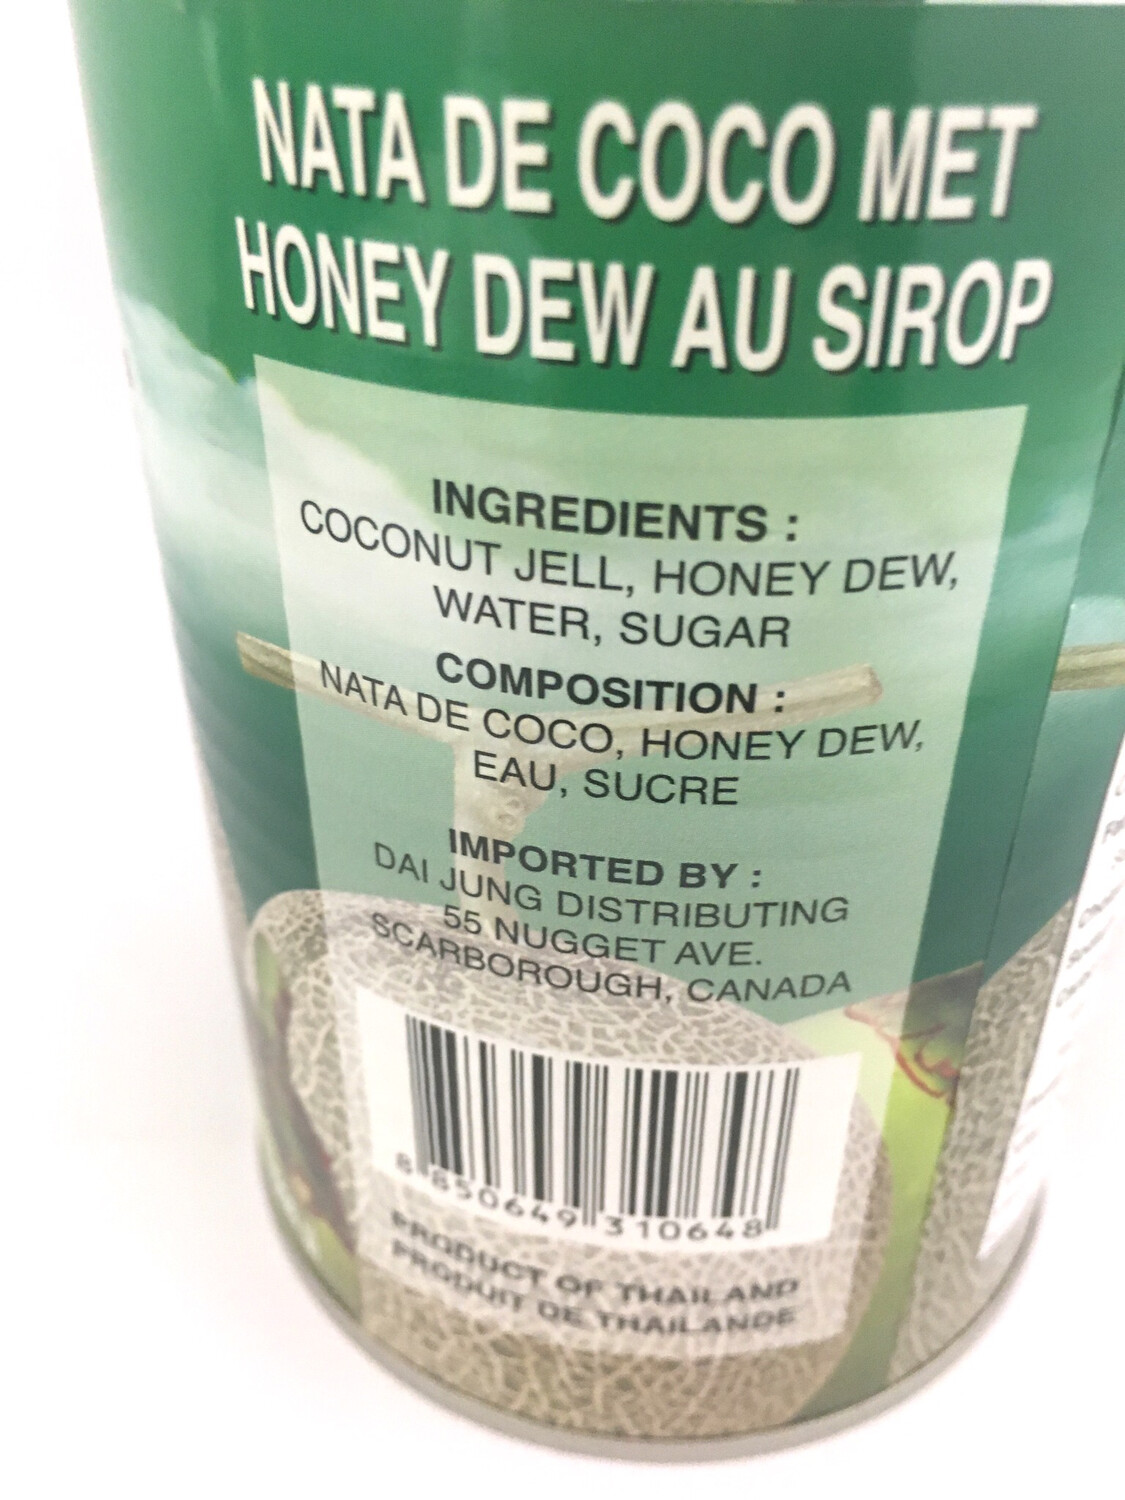 NATA DE COCO MET
HONEY DEW AU SIROP
INGREDIENTS :
COCONUT JELL, HONEY DEW,
WATER, SUGAR
COMPOSITION :
NATA DE COCO, HONEY DEW,
EAU, SUCRE
IMPORTED BY :
DAI JUNG DISTRIBUTING
55 NUGGET AVE.
SCARBOROUGH, CANADA
8 850649 310648
PRODUCT OF THAILAND
PRODUIT DE THAILANDE